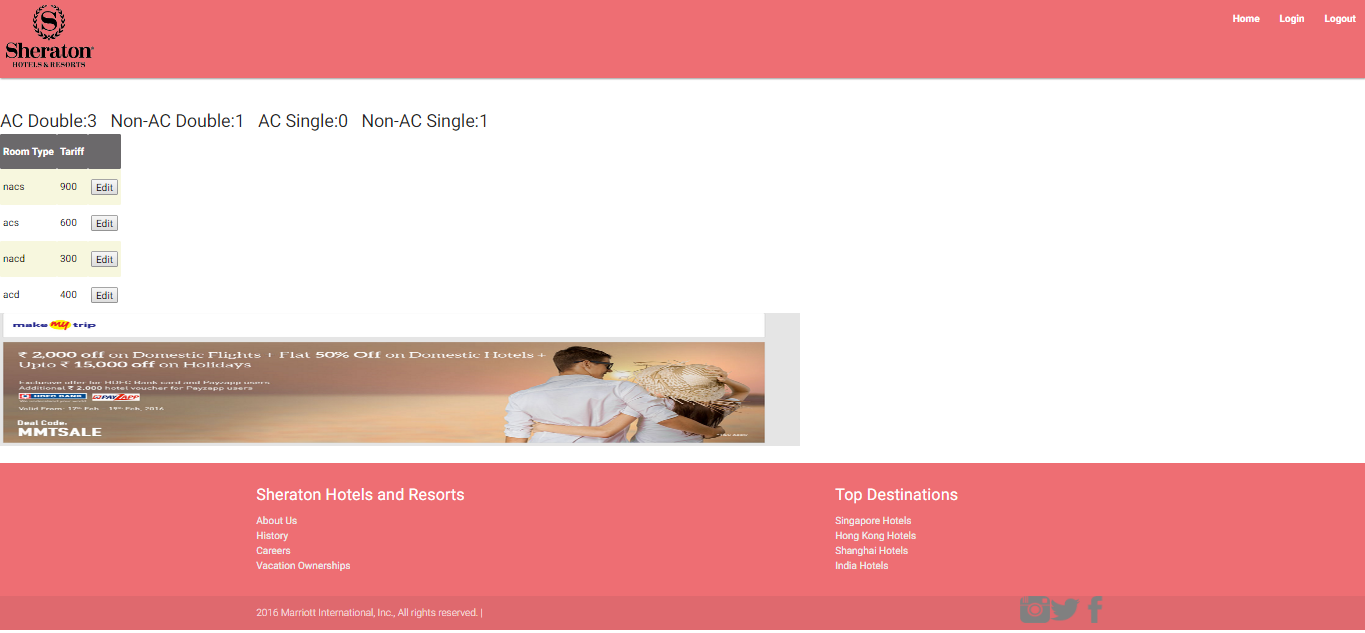 S
Sheraton
HOTELS & RESORTS
Home Login Logout
AC Double:3 Non-AC Double:1 AC Single:0 Non-AC Single:1
Room Type Tariff
nacs 900 Edit
acs 600 Edit
nacd 300 Edit
acd 400 Edit
make my trip
₹ 2,000 off on Domestic Flights + Flat 50% Off on Domestic Hotels +
Upto ₹ 15,000 off on Holidays
Exclusive offer for HDFC Bank card and Payzapp users
Additional ₹ 2,000 hotel voucher for Payzapp users
HDFC BANK PAYZAPP
Valid From: 17th Feb - 19th Feb, 2016
Deal Code:
MMTSALE
Sheraton Hotels and Resorts
About Us
History
Careers
Vacation Ownerships
Top Destinations
Singapore Hotels
Hong Kong Hotels
Shanghai Hotels
India Hotels
2016 Marriott International, Inc., All rights reserved. |